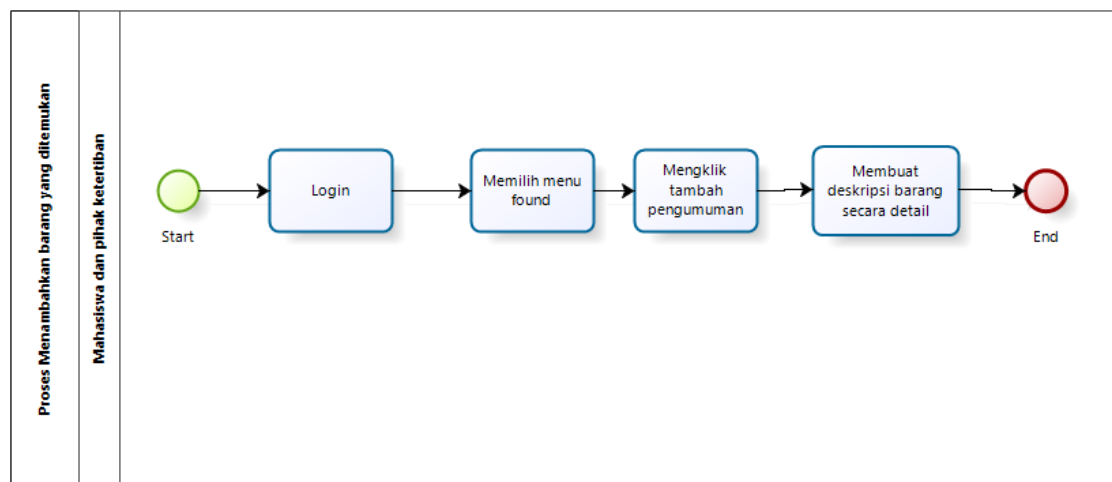 Proses Menambahkan barang yang ditemukan
Mahasiswa dan pihak ketertiban
Start
Login
Memilih menu
found
Mengklik
tambah
pengumuman
Membuat
deskripsi barang
secara detail
End